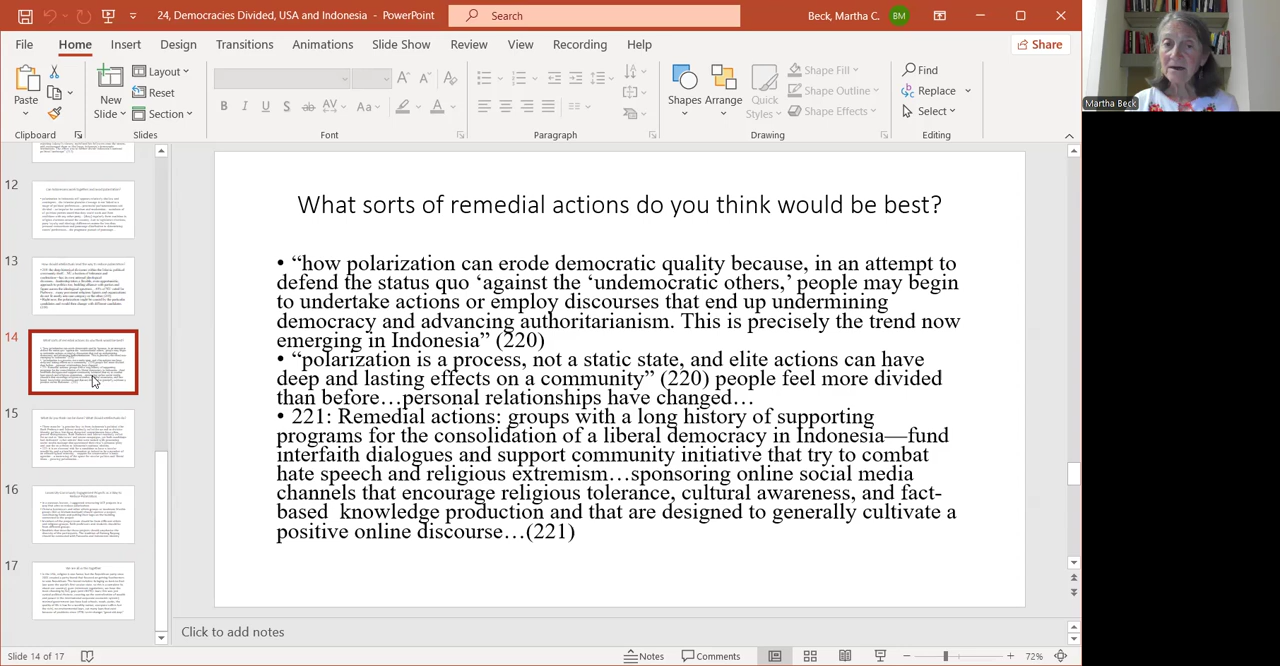 24, Democracies Divided, USA and Indonesia - PowerPoint
Search
Beck, Martha C.
BM
File Home Insert Design Transitions Animations Slide Show Review View Recording Help
Share
Paste
Clipboard
New Slide
Layout
Reset
Section
Slides
B I U S ab AV Aa A
Font
Paragraph
Shapes Arrange Quick Styles
Shape Fill
Shape Outline
Shape Effects
Drawing
Find
Replace
Select
Editing
Martha Beck
12
13
14
15
16
17
What sorts of remedial actions do you think would be best?
• “how polarization can erode democratic quality because, in an attempt to
defend the status quo ‘against the ‘undemocratic others,’ people may begin
to undertake actions or employ discourses that end up undermining
democracy and advancing authoritarianism. This is precisely the trend now
emerging in Indonesia” (220)
“polarization is a process, not a static state, and elections can have
deep and lasting effects on a community” (220) people feel more divided
than before…personal relationships have changed…
• 221: Remedial actions: groups with a long history of supporting
programs for the consolidation of a liberal democracy in Indonesia—fund
interfaith dialogues and support community initiative that try to combat
hate speech and religious extremism…sponsoring online social media
channels that encourage religious tolerance, cultural awareness, and fact-
based knowledge production and that are designed to generally cultivate a
positive online discourse…(221)
Click to add notes
Slide 14 of 17
Notes
Comments
72%